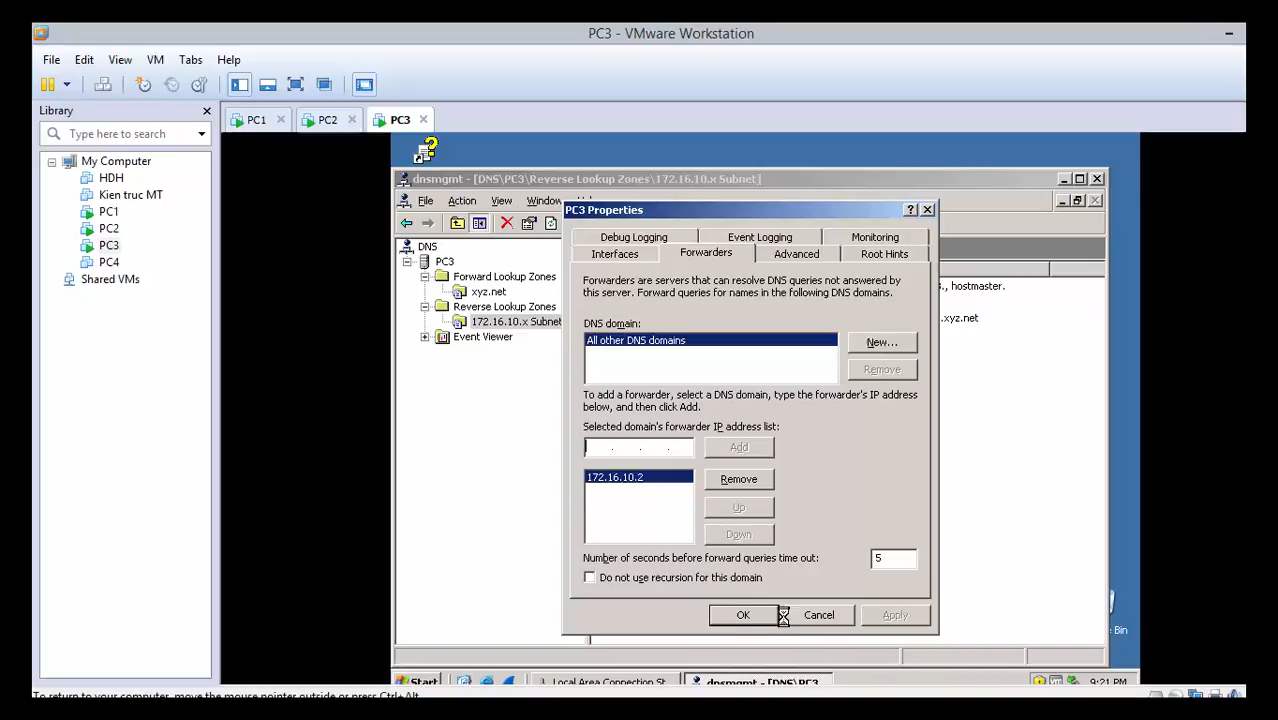 PC3 - VMware Workstation
File Edit View VM Tabs Help
Library
Type here to search
PC1 PC2 PC3
My Computer
HDH
Kien truc MT
PC1
PC2
PC3
PC4
Shared VMs
dnsmgmt - [DNS\PC3\Reverse Lookup Zones\172.16.10.x Subnet]
File Action View Window
DNS
PC3
Forward Lookup Zones
xyz.net
Reverse Lookup Zones
172.16.10.x Subnet
Event Viewer
PC3 Properties
Debug Logging Event Logging Monitoring
Interfaces Forwarders Advanced Root Hints
Forwarders are servers that can resolve DNS queries not answered by
this server. Forward queries for names in the following DNS domains.
DNS domain:
All other DNS domains
New...
Remove
To add a forwarder, select a DNS domain, type the forwarder's IP address
below, and then click Add.
Selected domain's forwarder IP address list:
. . .
Add
172.16.10.2
Remove
Up
Down
Number of seconds before forward queries time out: 5
Do not use recursion for this domain
OK Cancel Apply
., hostmaster.
.xyz.net
Bin
Start Local Area Connection St dnsmgmt - [DNS\PC3 9:21 PM
To return to your computer, move the mouse pointer outside or press Ctrl+Alt.